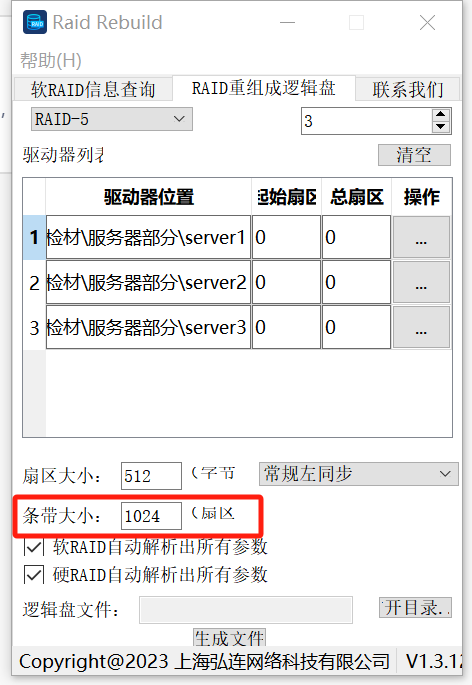 Raid Rebuild
帮助(H)
软RAID信息查询 RAID重组成逻辑盘 联系我们
RAID-5 3
驱动器列表 清空
驱动器位置 起始扇区 总扇区 操作
1 检材\服务器部分\server1 0 0 ...
2 检材\服务器部分\server2 0 0 ...
3 检材\服务器部分\server3 0 0 ...
扇区大小: 512 (字节 常规左同步
条带大小: 1024 (扇区
软RAID自动解析出所有参数
硬RAID自动解析出所有参数
逻辑盘文件: 开目录..
生成文件
Copyright@2023 上海弘连网络科技有限公司 V1.3.12